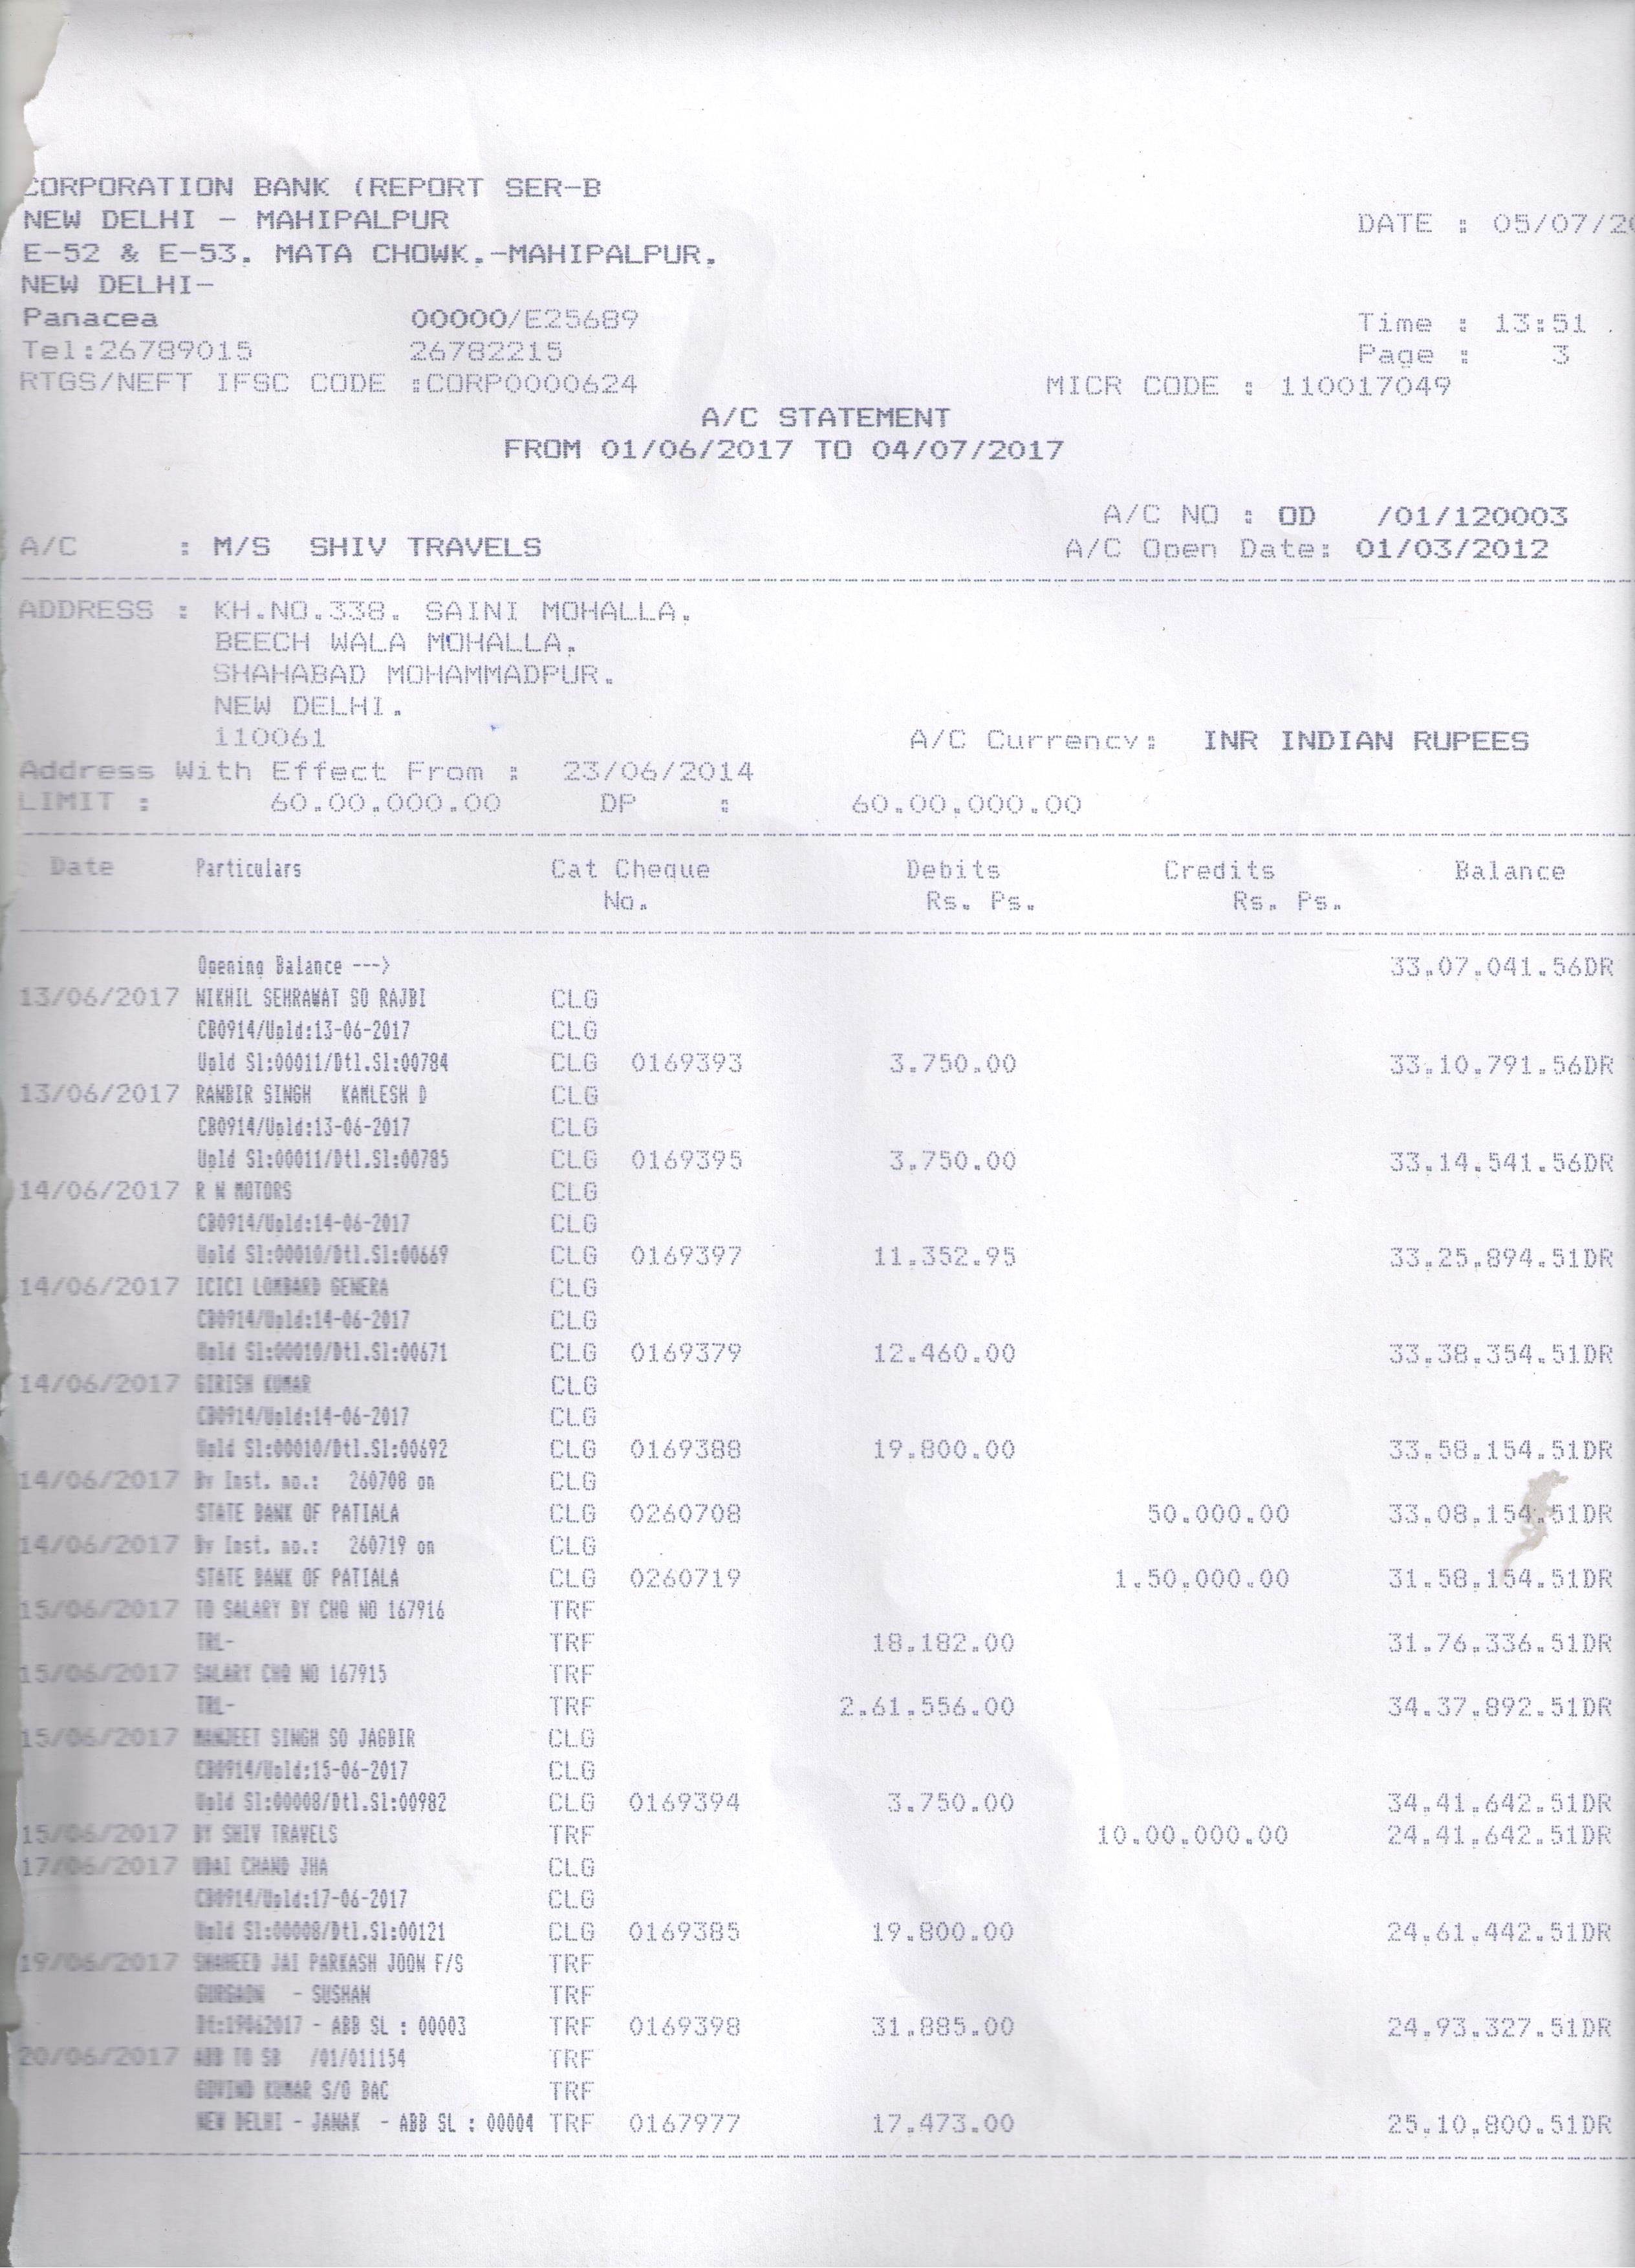 CORPORATION BANK (REPORT SER-B
NEW DELHI - MAHIPALPUR DATE : 05/07/20
E-52 & E-53. MATA CHOWK.-MAHIPALPUR.
NEW DELHI-
Panacea 00000/E25689 Time : 13:51
Tel:26789015 26782215 Page : 3
RTGS/NEFT IFSC CODE :CORP0000624 MICR CODE : 110017049
A/C STATEMENT
FROM 01/06/2017 TO 04/07/2017
A/C NO : OD /01/120003
A/C : M/S SHIV TRAVELS A/C Open Date: 01/03/2012
ADDRESS : KH.NO.338. SAINI MOHALLA.
BEECH WALA MOHALLA.
SHAHABAD MOHAMMADPUR.
NEW DELHI.
110061 A/C Currency: INR INDIAN RUPEES
Address With Effect From : 23/06/2014
LIMIT : 60.00.000.00 DP : 60.00.000.00
Date Particulars Cat Cheque Debits Credits Balance
No. Rs. Ps. Rs. Ps.
Opening Balance ---> 33.07.041.56DR
13/06/2017 NIKHIL SEHRAWAT SO RAJBI CLG
CB0914/Upld:13-06-2017 CLG
Upld Sl:00011/Dtl.Sl:00784 CLG 0169393 3.750.00 33.10.791.56DR
13/06/2017 RANBIR SINGH KAMLESH D CLG
CB0914/Upld:13-06-2017 CLG
Upld Sl:00011/Dtl.Sl:00785 CLG 0169395 3.750.00 33.14.541.56DR
14/06/2017 R N MOTORS CLG
CB0914/Upld:14-06-2017 CLG
Upld Sl:00010/Dtl.Sl:00669 CLG 0169397 11.352.95 33.25.894.51DR
14/06/2017 ICICI LOMBARD GENERA CLG
CB0914/Upld:14-06-2017 CLG
Upld Sl:00010/Dtl.Sl:00671 CLG 0169379 12.460.00 33.38.354.51DR
14/06/2017 GIRISH KUMAR CLG
CB0914/Upld:14-06-2017 CLG
Upld Sl:00010/Dtl.Sl:00692 CLG 0169388 19.800.00 33.58.154.51DR
14/06/2017 By Inst. no.: 260708 on CLG
STATE BANK OF PATIALA CLG 0260708 50.000.00 33.08.154.51DR
14/06/2017 By Inst. no.: 260719 on CLG
STATE BANK OF PATIALA CLG 0260719 1.50.000.00 31.58.154.51DR
15/06/2017 TO SALARY BY CHQ NO 167916 TRF
TRL- TRF 18.182.00 31.76.336.51DR
15/06/2017 SALARY CHQ NO 167915 TRF
TRL- TRF 2.61.556.00 34.37.892.51DR
15/06/2017 MANJEET SINGH SO JAGBIR CLG
CB0914/Upld:15-06-2017 CLG
Upld Sl:00008/Dtl.Sl:00982 CLG 0169394 3.750.00 34.41.642.51DR
15/06/2017 BY SHIV TRAVELS TRF 10.00.000.00 24.41.642.51DR
17/06/2017 UDAI CHAND JHA CLG
CB0914/Upld:17-06-2017 CLG
Upld Sl:00008/Dtl.Sl:00121 CLG 0169385 19.800.00 24.61.442.51DR
19/06/2017 SHAHEED JAI PARKASH JOON F/S TRF
GURGAON - SUSHAN TRF
Dt:19062017 - ABB SL : 00003 TRF 0169398 31.885.00 24.93.327.51DR
20/06/2017 ABB TO SB /01/011154 TRF
GOVIND KUMAR S/O BAC TRF
NEW DELHI - JANAK - ABB SL : 00004 TRF 0167977 17.473.00 25.10.800.51DR